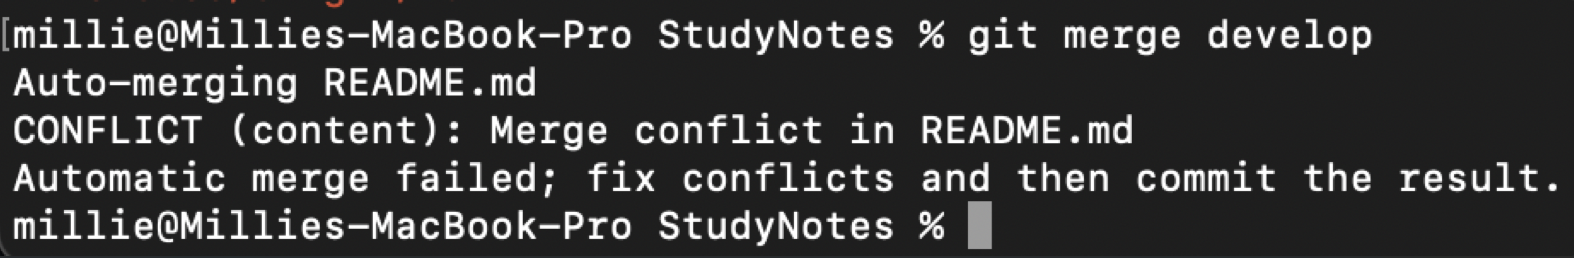 [millie@Millies-MacBook-Pro StudyNotes % git merge develop
Auto-merging README.md
CONFLICT (content): Merge conflict in README.md
Automatic merge failed; fix conflicts and then commit the result.
millie@Millies-MacBook-Pro StudyNotes %